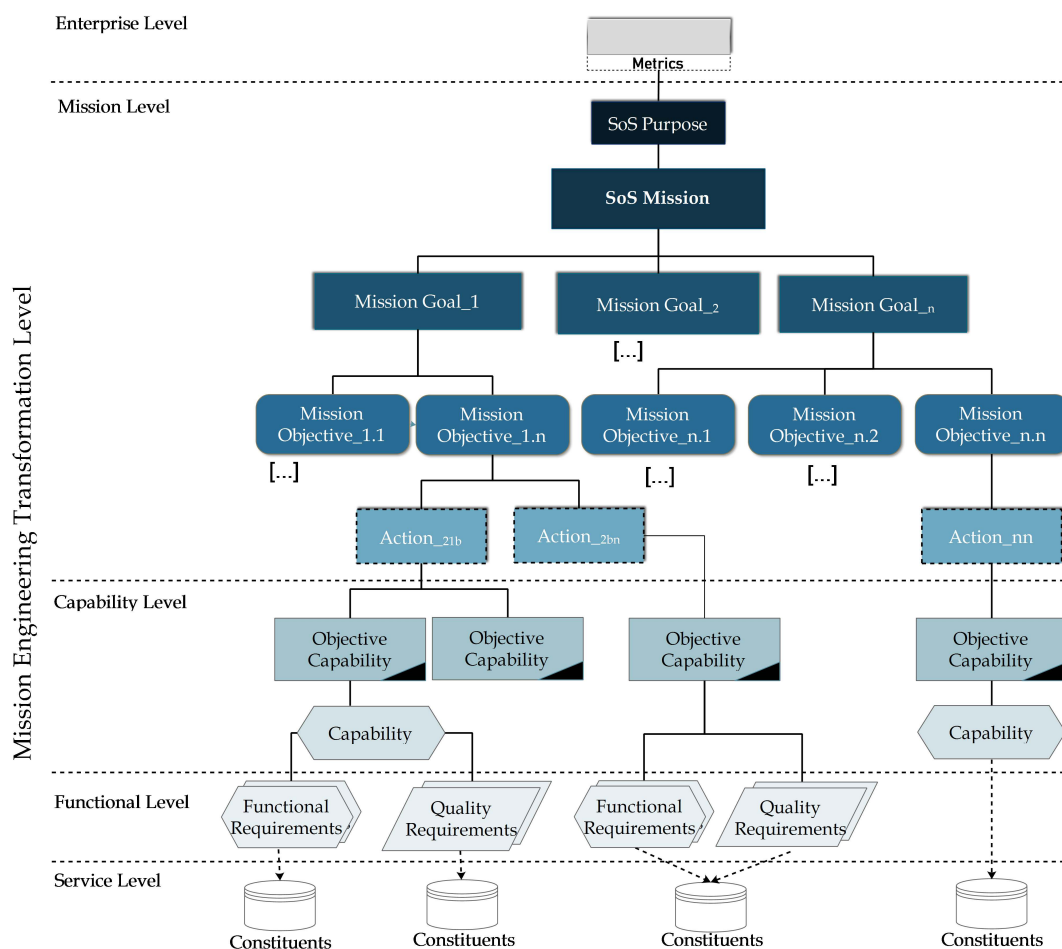 Enterprise Level
Metrics
Mission Level
SoS Purpose
SoS Mission
Mission Engineering Transformation Level
Mission Goal_1
Mission Goal_2
Mission Goal_n
[...]
Mission
Objective_1.1
Mission
Objective_1.n
Mission
Objective_n.1
Mission
Objective_n.2
Mission
Objective_n.n
[...]
[...]
[...]
Action_21b
Action_2bn
Action_nn
Capability Level
Objective
Capability
Objective
Capability
Objective
Capability
Objective
Capability
Capability
Capability
Functional Level
Functional
Requirements
Quality
Requirements
Functional
Requirements
Quality
Requirements
Service Level
Constituents
Constituents
Constituents
Constituents